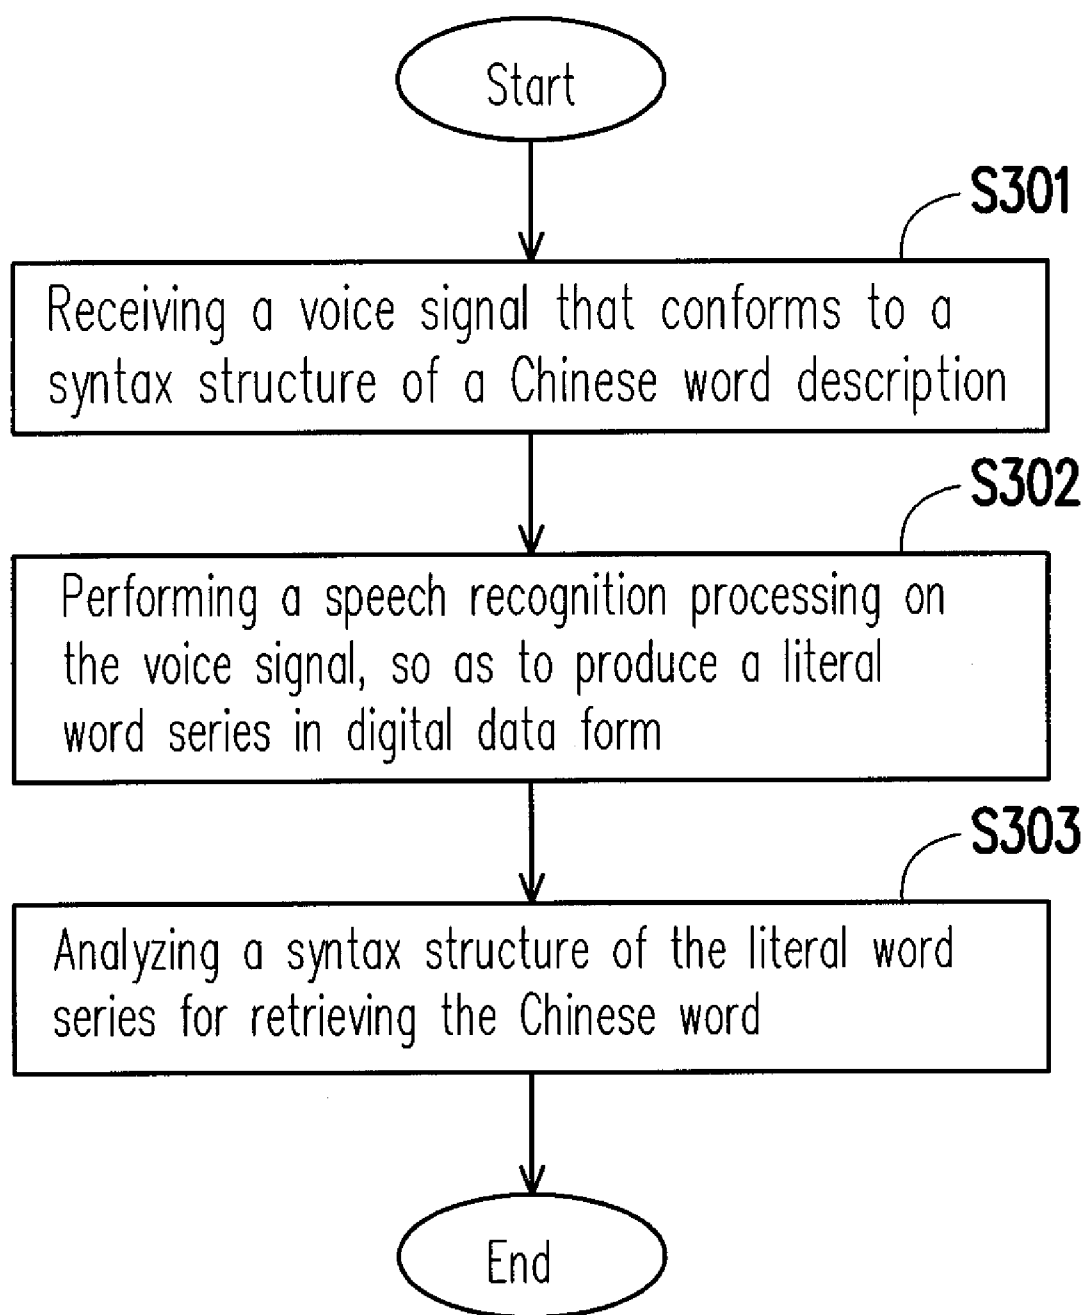 Start
S301
Receiving a voice signal that conforms to a
syntax structure of a Chinese word description
S302
Performing a speech recognition processing on
the voice signal, so as to produce a literal
word series in digital data form
S303
Analyzing a syntax structure of the literal word
series for retrieving the Chinese word
End